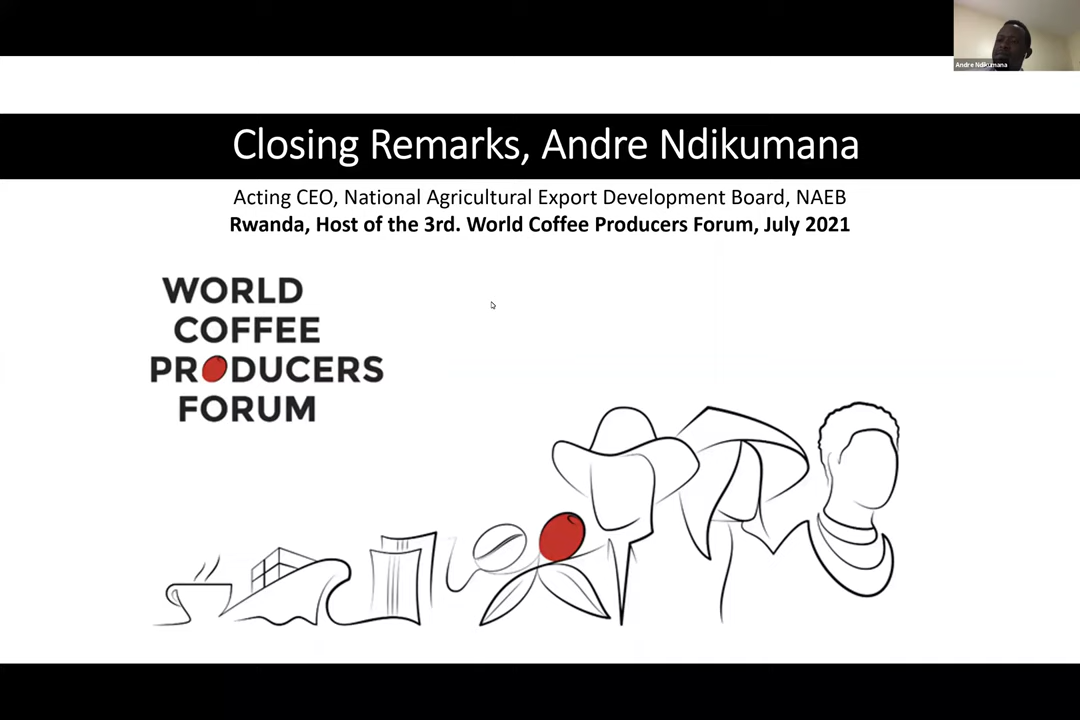 Andre Ndikumana
Closing Remarks, Andre Ndikumana
Acting CEO, National Agricultural Export Development Board, NAEB
Rwanda, Host of the 3rd. World Coffee Producers Forum, July 2021
WORLD
COFFEE
PRODUCERS
FORUM